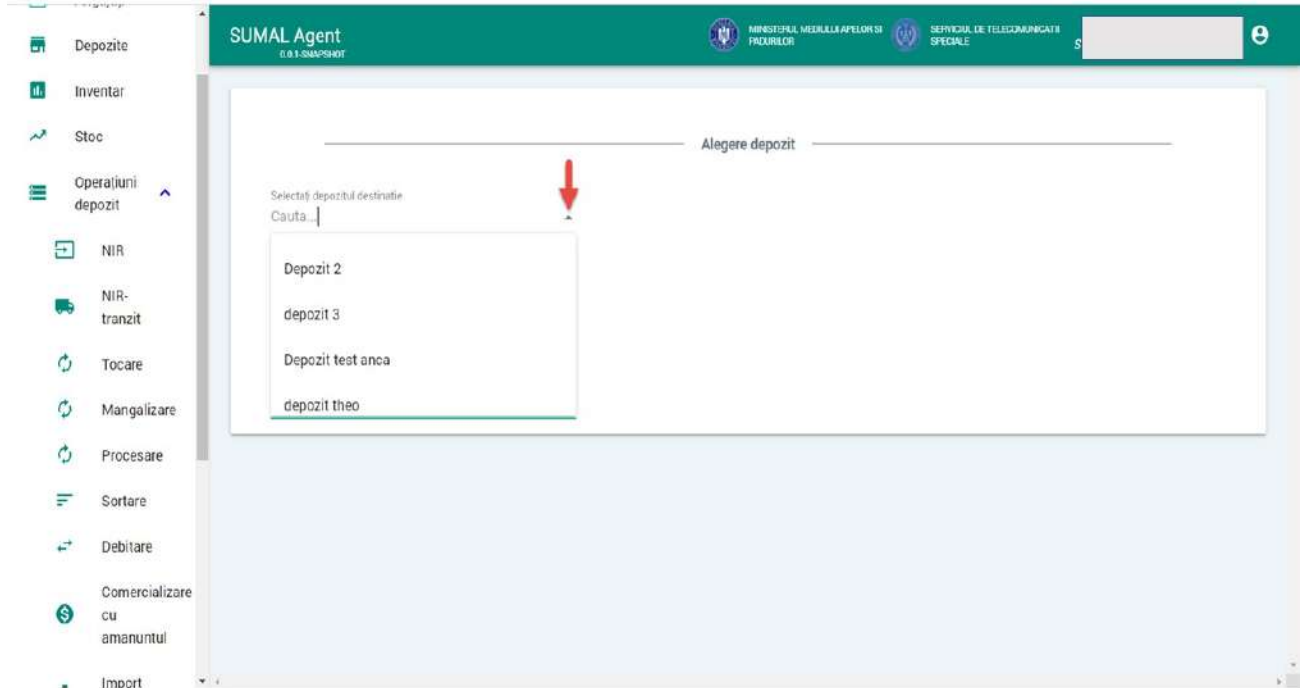 Depozite
Inventar
Stoc
Operațiuni
depozit
NIR
NIR-
tranzit
Tocare
Mangalizare
Procesare
Sortare
Debitare
Comercializare
cu
amanuntul
Import
SUMAL Agent
0.0.1-SNAPSHOT
MINISTERUL MEDIULUI APELOR SI
PADURILOR
SERVICIUL DE TELECOMUNICATII
SPECIALE
S
Alegere depozit
Selectați depozitul destinatie
Cauta...
Depozit 2
depozit 3
Depozit test anca
depozit theo